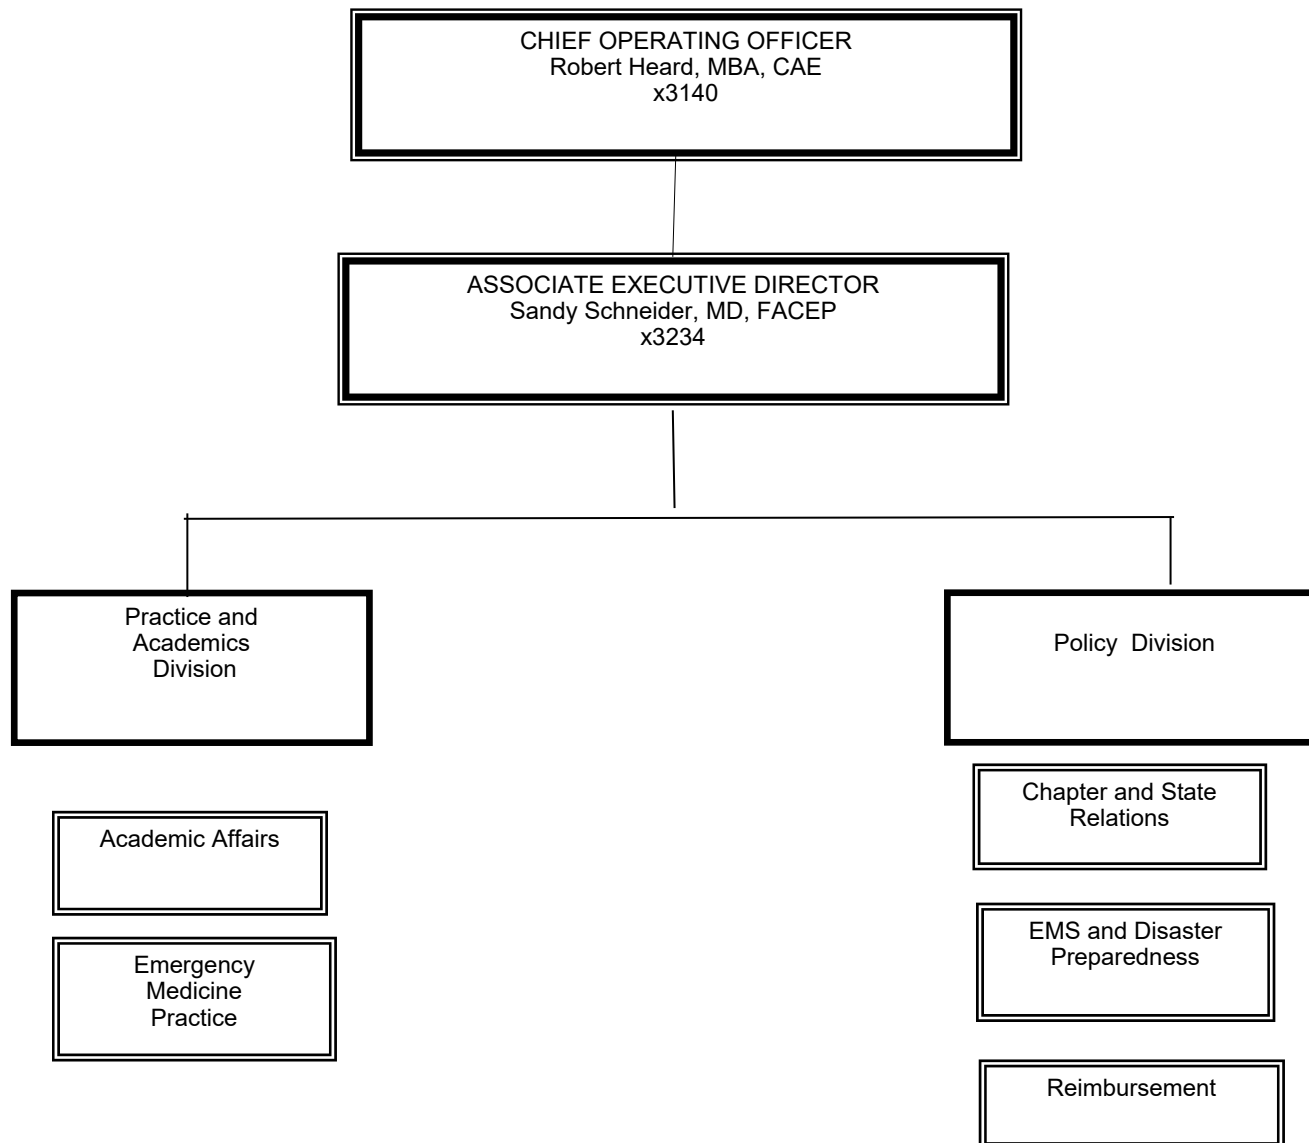 CHIEF OPERATING OFFICER
Robert Heard, MBA, CAE
x3140
ASSOCIATE EXECUTIVE DIRECTOR
Sandy Schneider, MD, FACEP
x3234
Practice and
Academics
Division
Policy  Division
Academic Affairs
Emergency
Medicine
Practice
Chapter and State
Relations
EMS and Disaster
Preparedness
Reimbursement